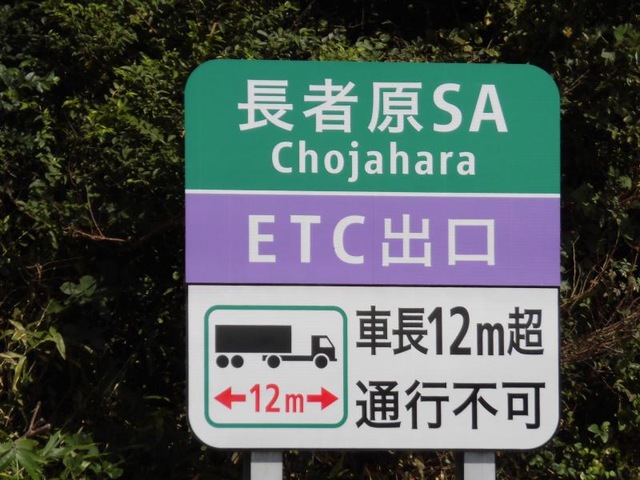 長者原SA
Chojahara
ETC出口
車長12m超
12m
通行不可